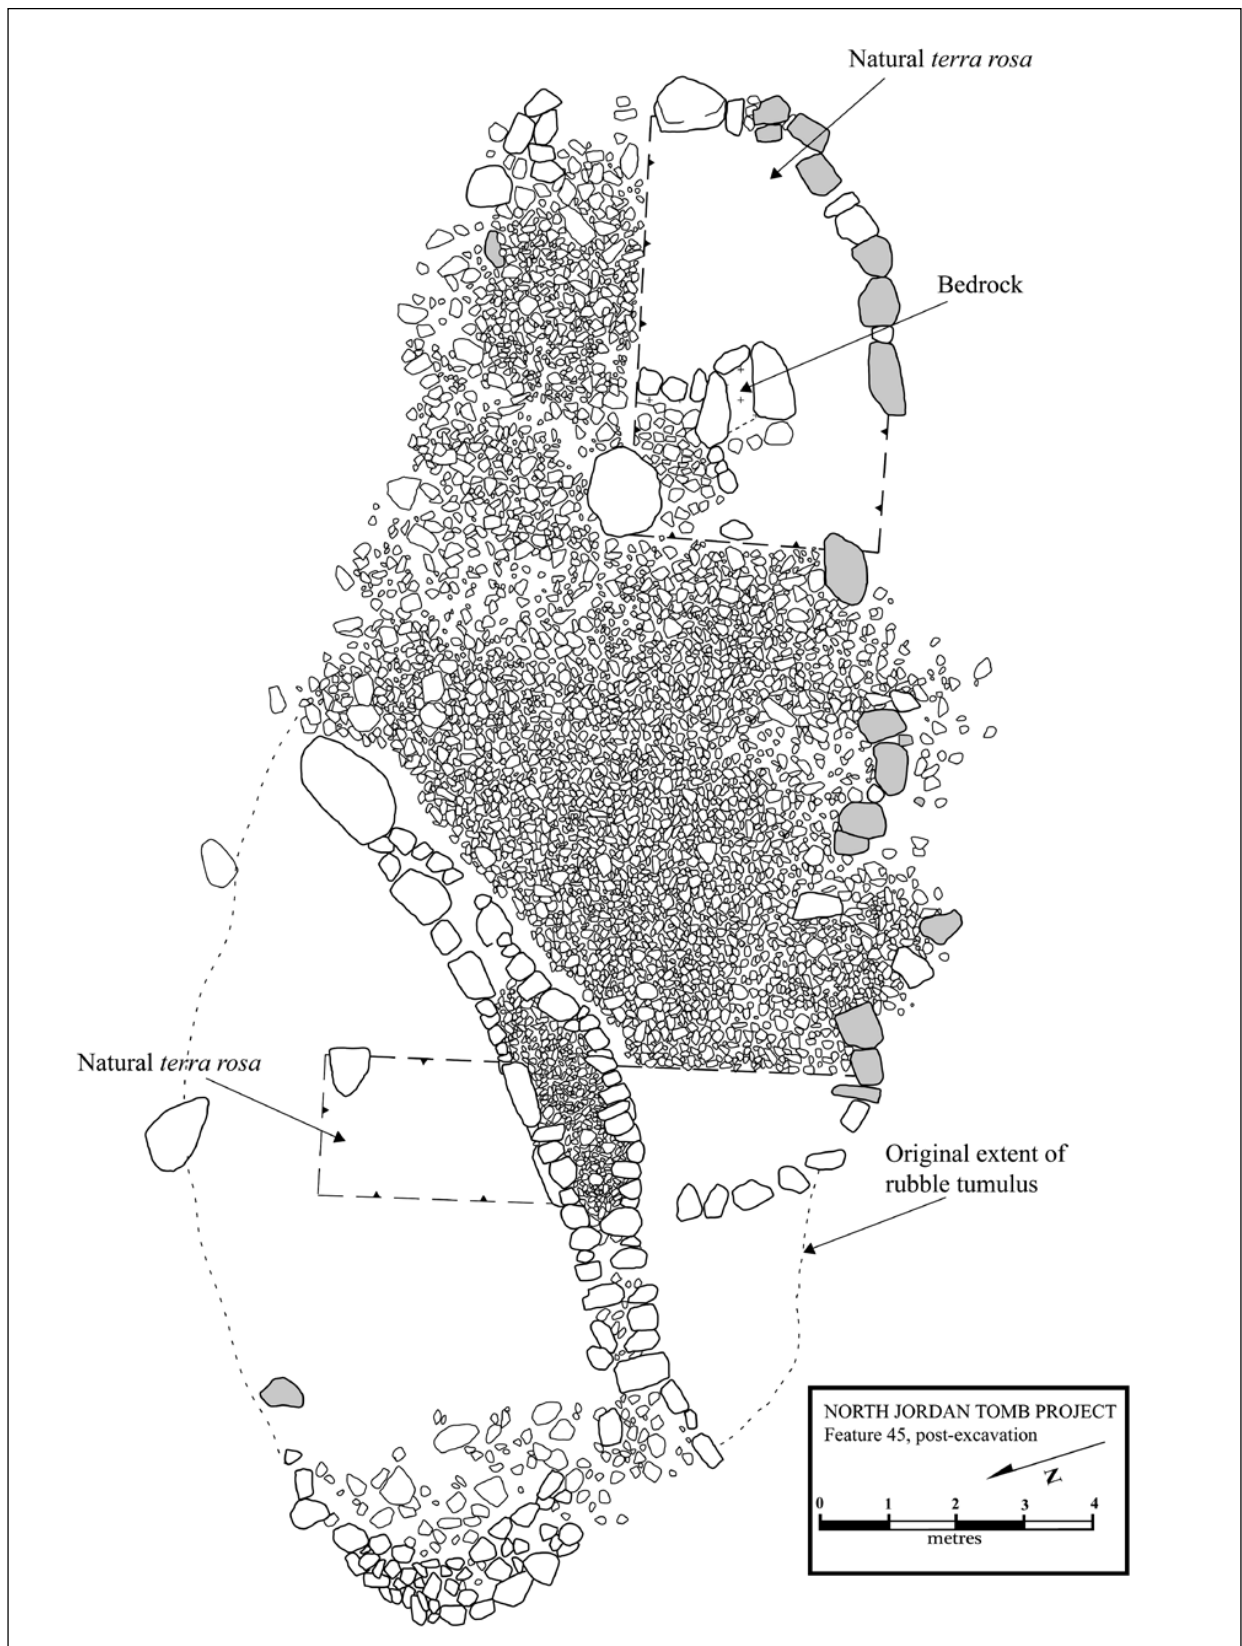 Natural terra rosa
Bedrock
Natural terra rosa
Original extent of
rubble tumulus
NORTH JORDAN TOMB PROJECT
Feature 45, post-excavation
N
0 1 2 3 4
metres